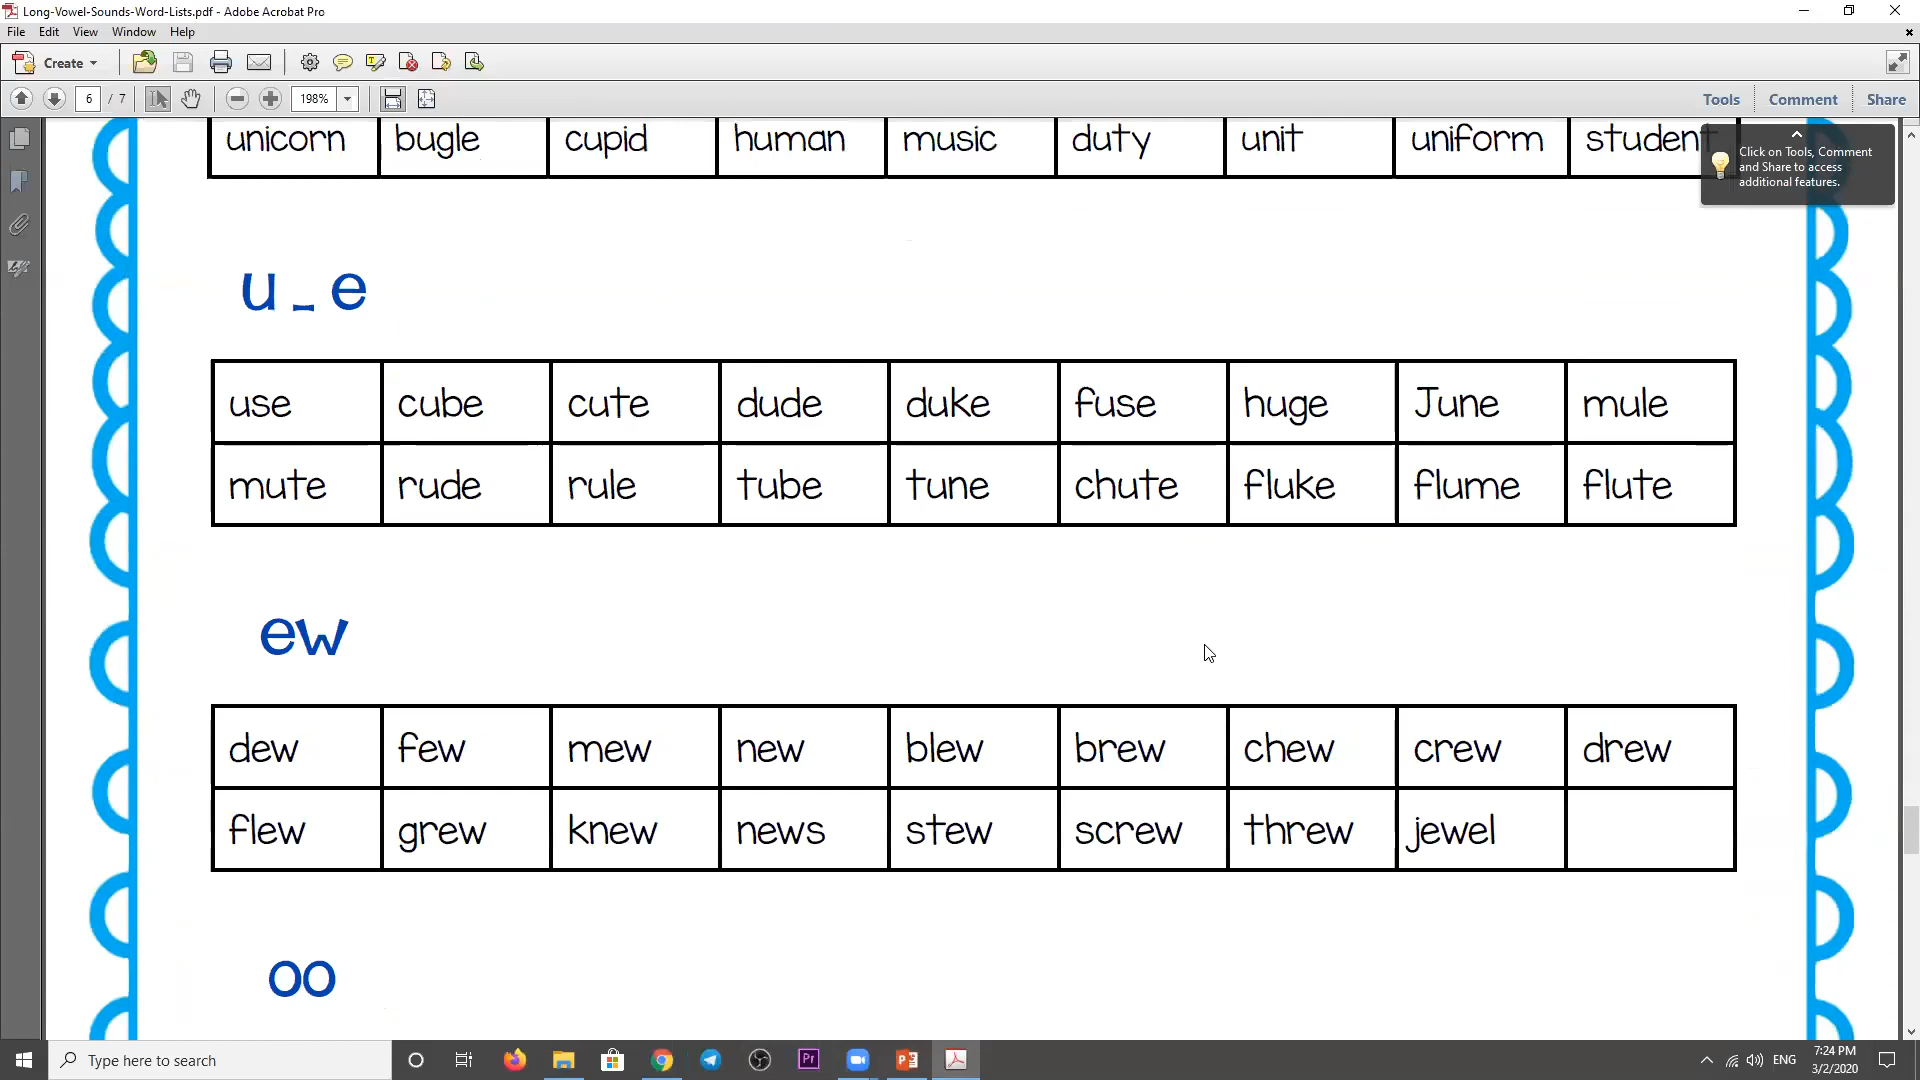 Long-Vowel-Sounds-Word-Lists.pdf - Adobe Acrobat Pro
File Edit View Window Help
Create
6 / 7 198% Tools Comment Share
unicorn bugle cupid human music duty unit uniform student
Click on Tools, Comment
and Share to access
additional features.
u _ e
use cube cute dude duke fuse huge June mule
mute rude rule tube tune chute fluke flume flute
ew
dew few mew new blew brew chew crew drew
flew grew knew news stew screw threw jewel
oo
Type here to search
Pr
ENG
7:24 PM
3/2/2020